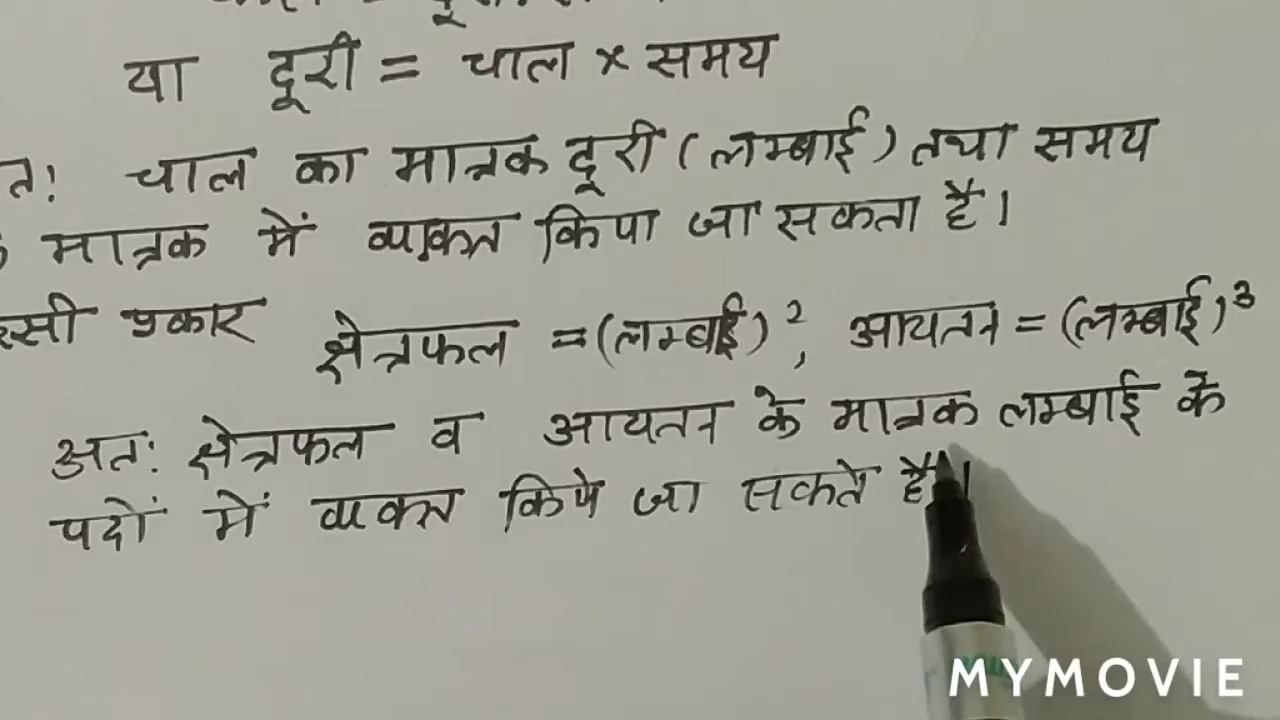 या दूरी = चाल × समय
चाल का मात्रक दूरी (लम्बाई) तथा समय
मात्रक में व्यक्त किया जा सकता है।
प्रकार क्षेत्रफल = (लम्बाई)², आयतन = (लम्बाई)³
अतः क्षेत्रफल व आयतन के मात्रक लम्बाई के
पदों में व्यक्त किये जा सकते हैं।
MYMOVIE